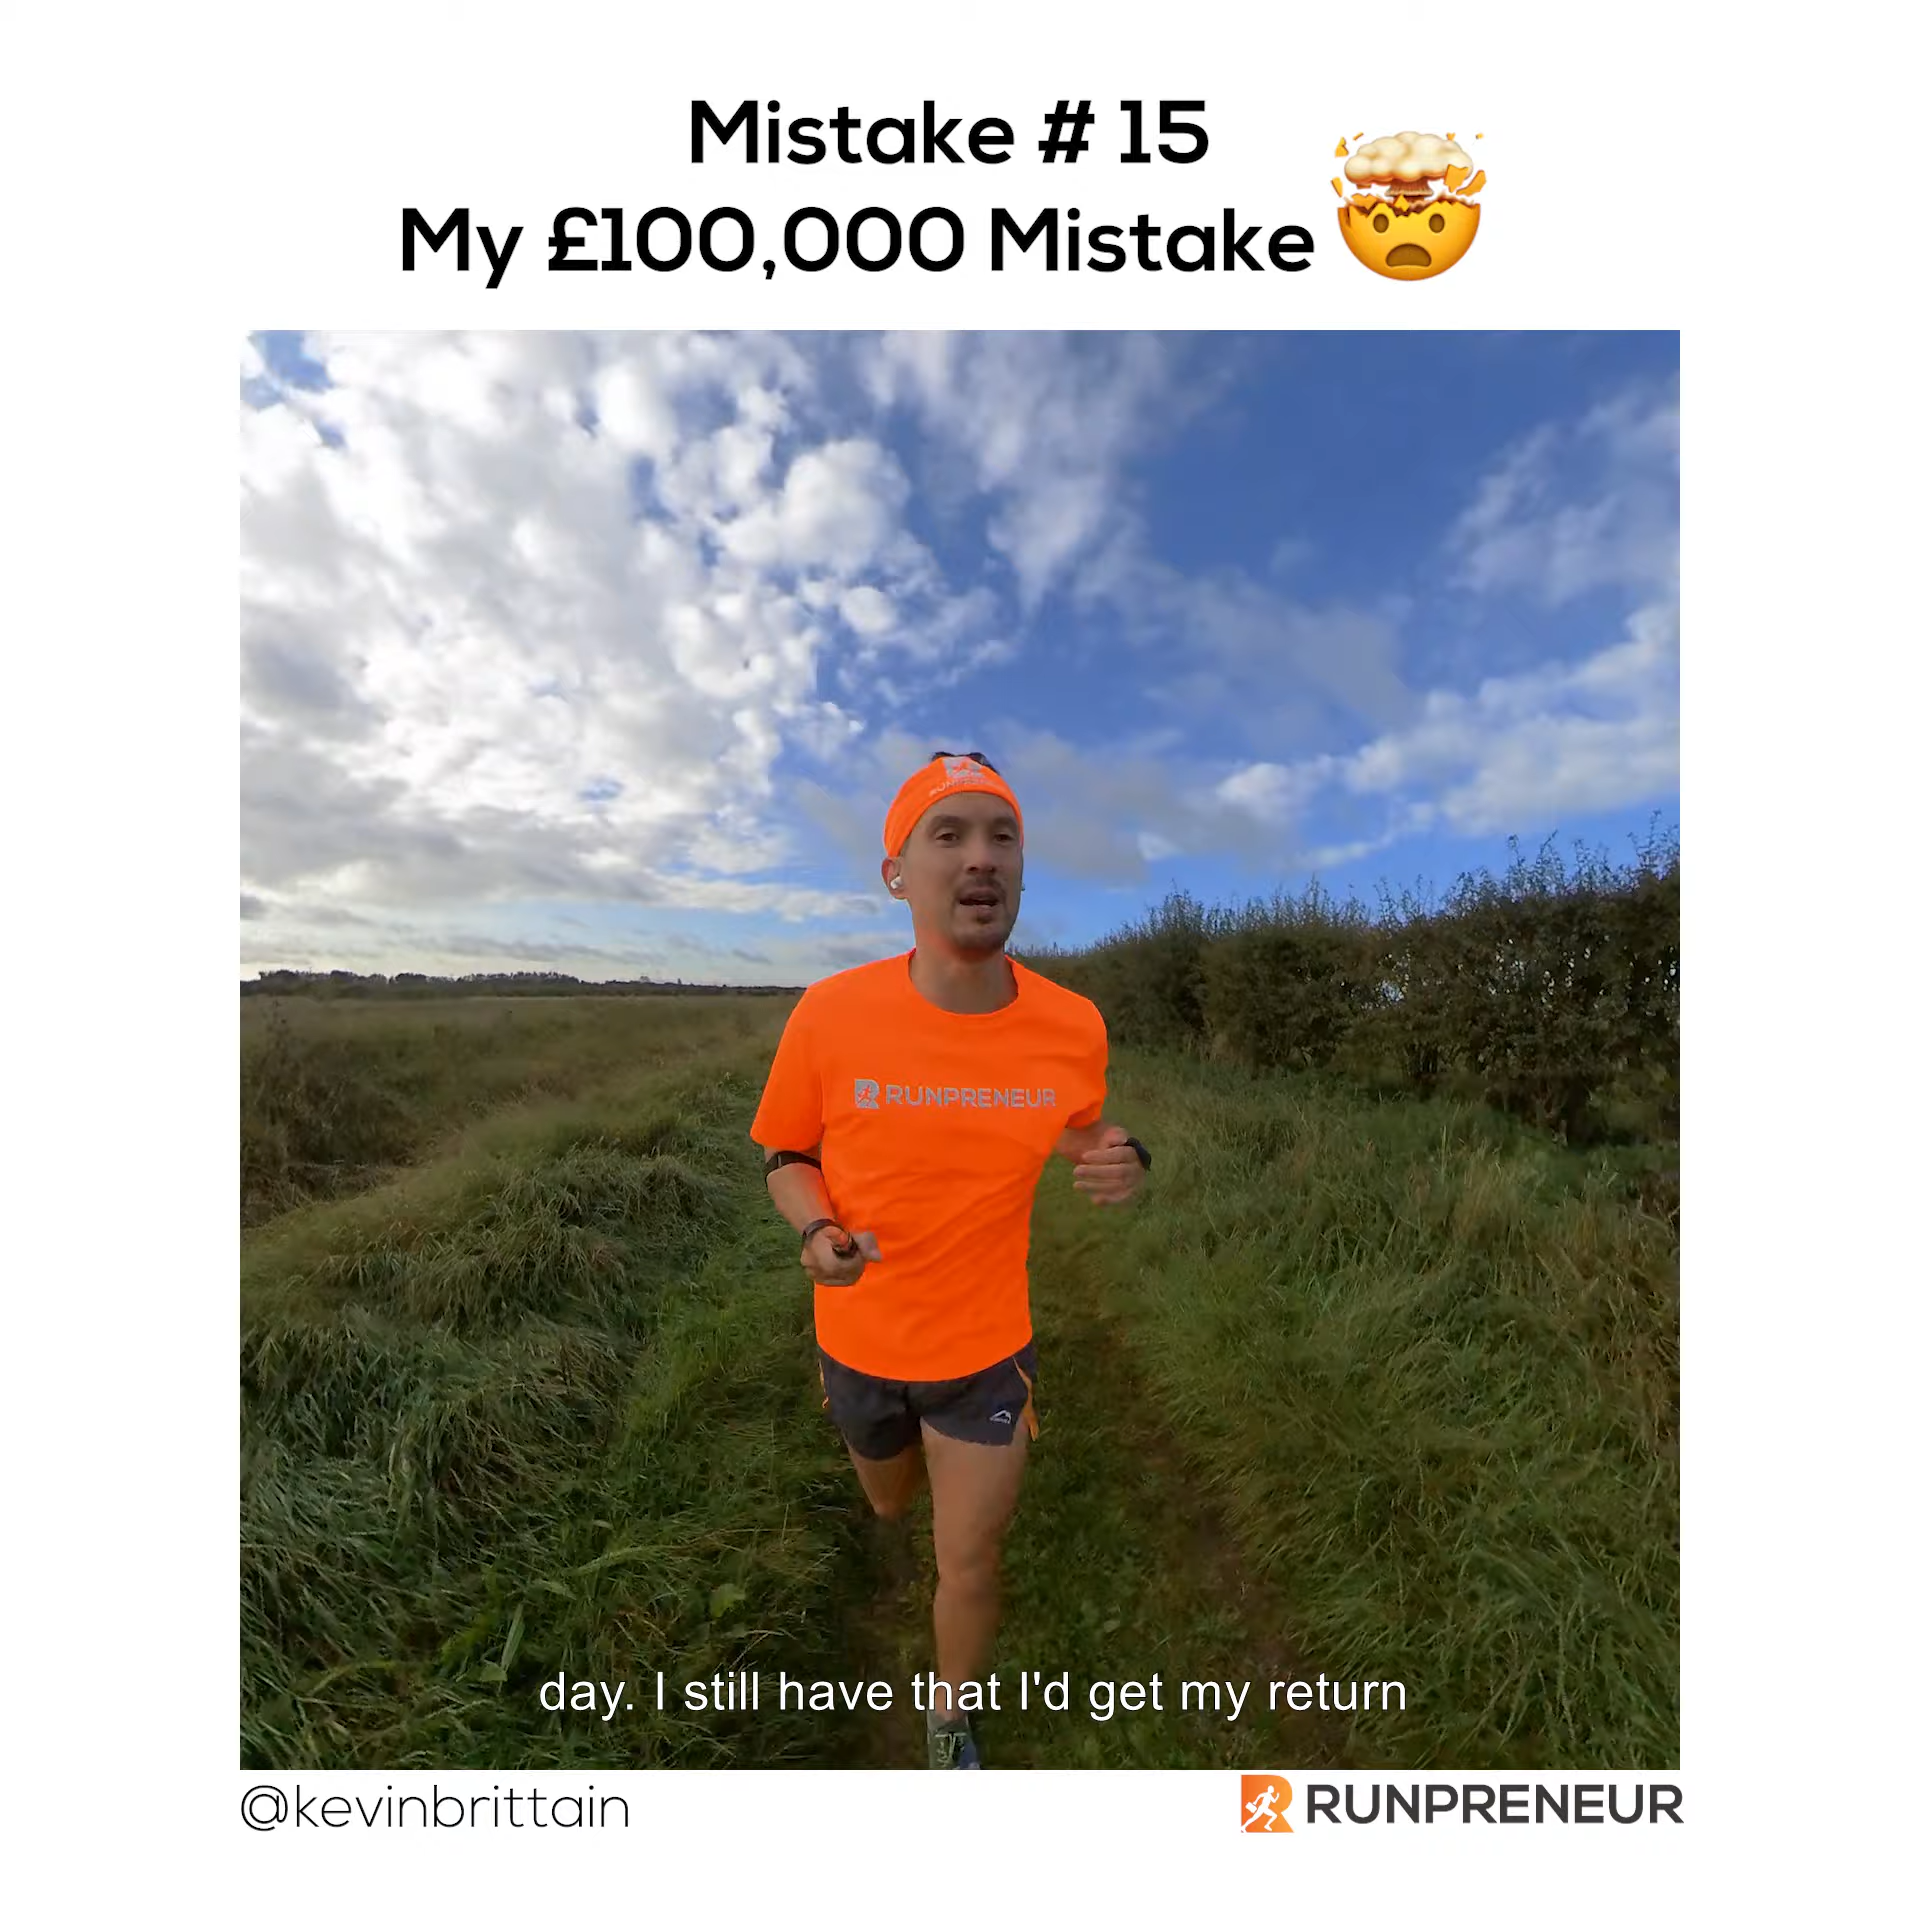 Mistake # 15
My £100,000 Mistake
RUNPRENEUR
day. I still have that I'd get my return
@kevinbrittain
RUNPRENEUR